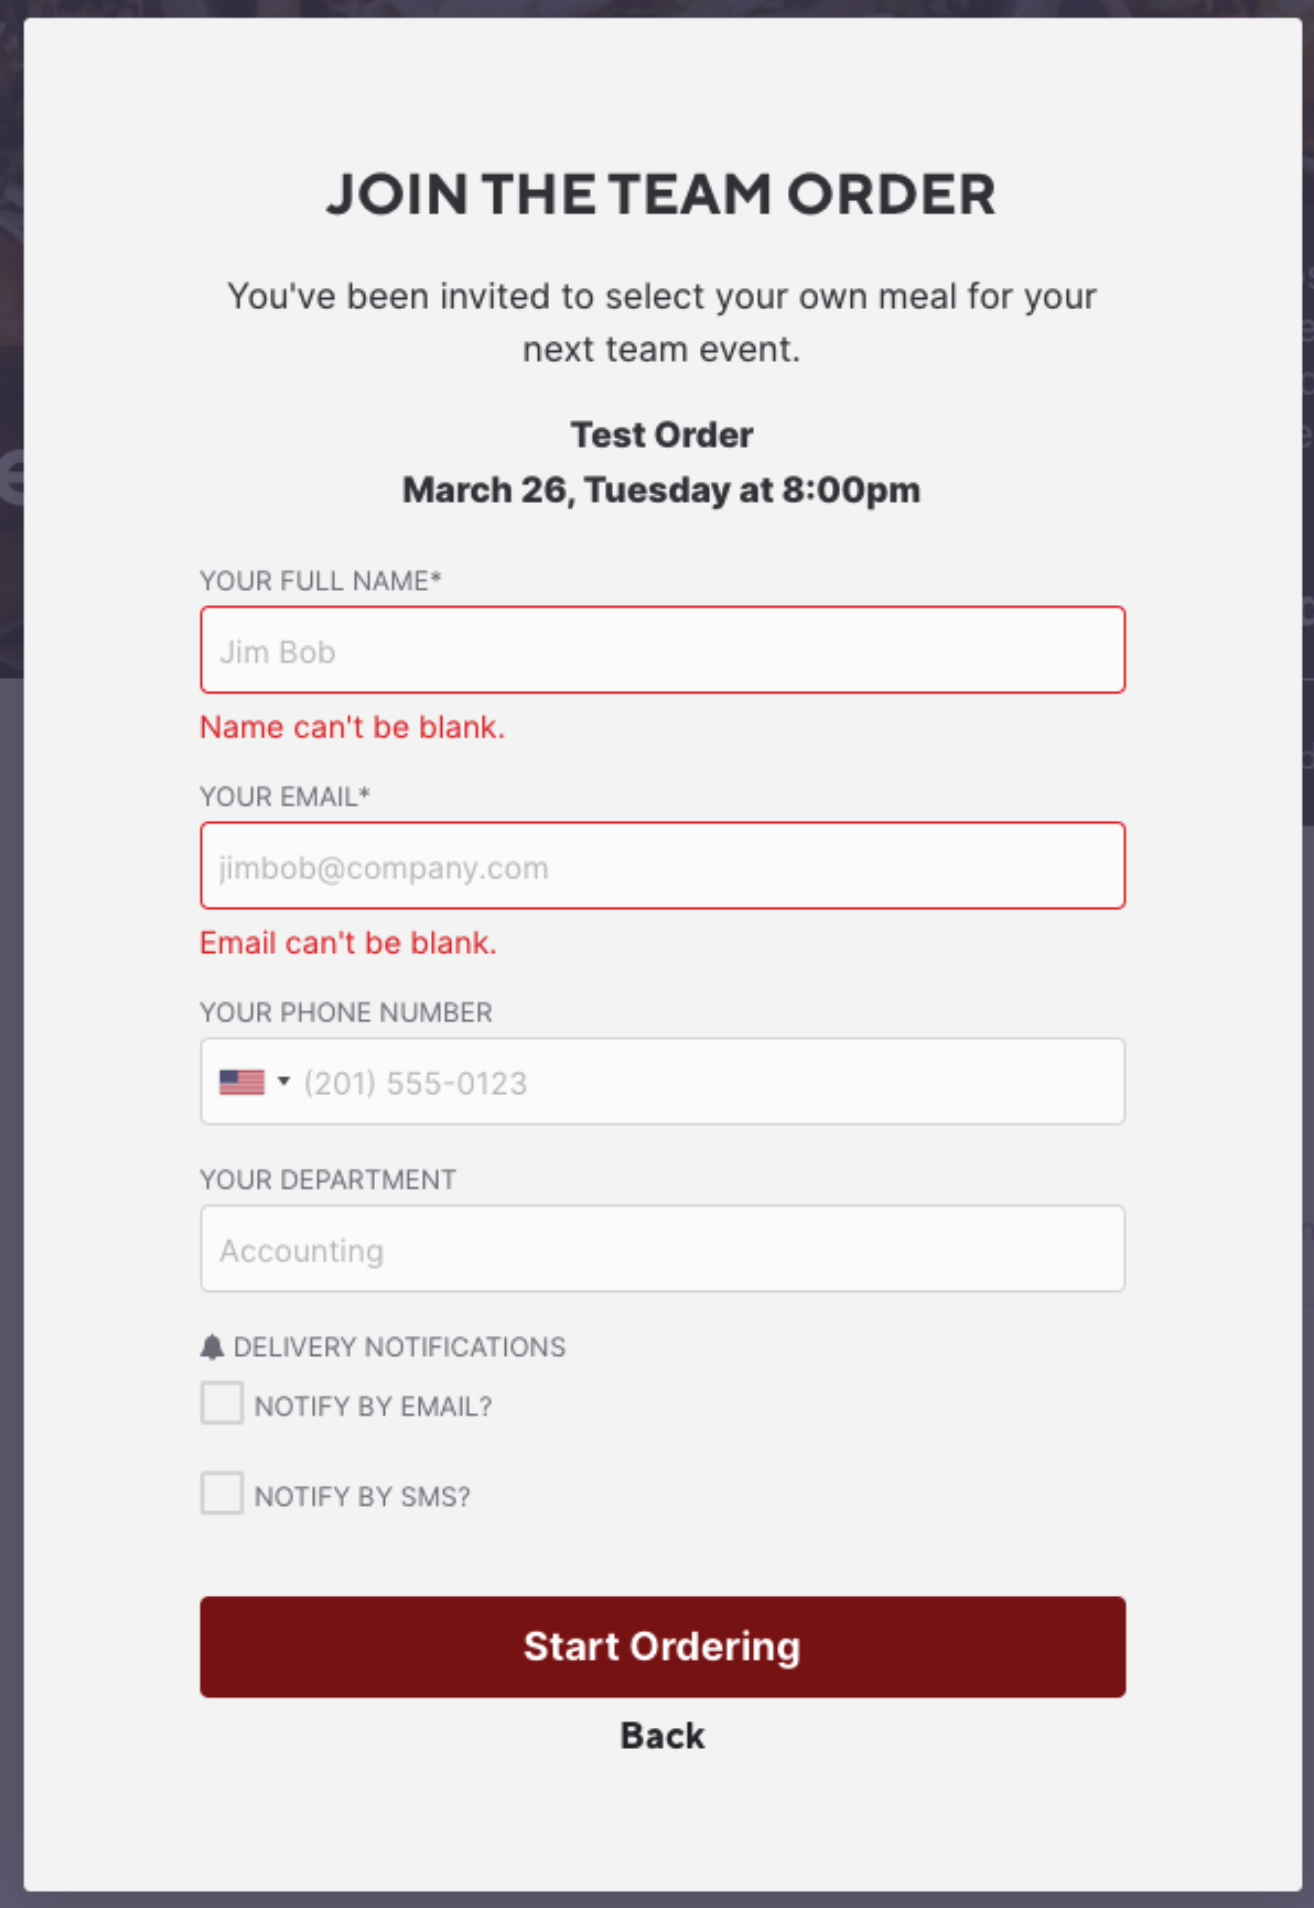 JOIN THE TEAM ORDER
You've been invited to select your own meal for your
next team event.
Test Order
March 26, Tuesday at 8:00pm
YOUR FULL NAME*
Jim Bob
Name can't be blank.
YOUR EMAIL*
jimbob@company.com
Email can't be blank.
YOUR PHONE NUMBER
(201) 555-0123
YOUR DEPARTMENT
Accounting
DELIVERY NOTIFICATIONS
NOTIFY BY EMAIL?
NOTIFY BY SMS?
Start Ordering
Back